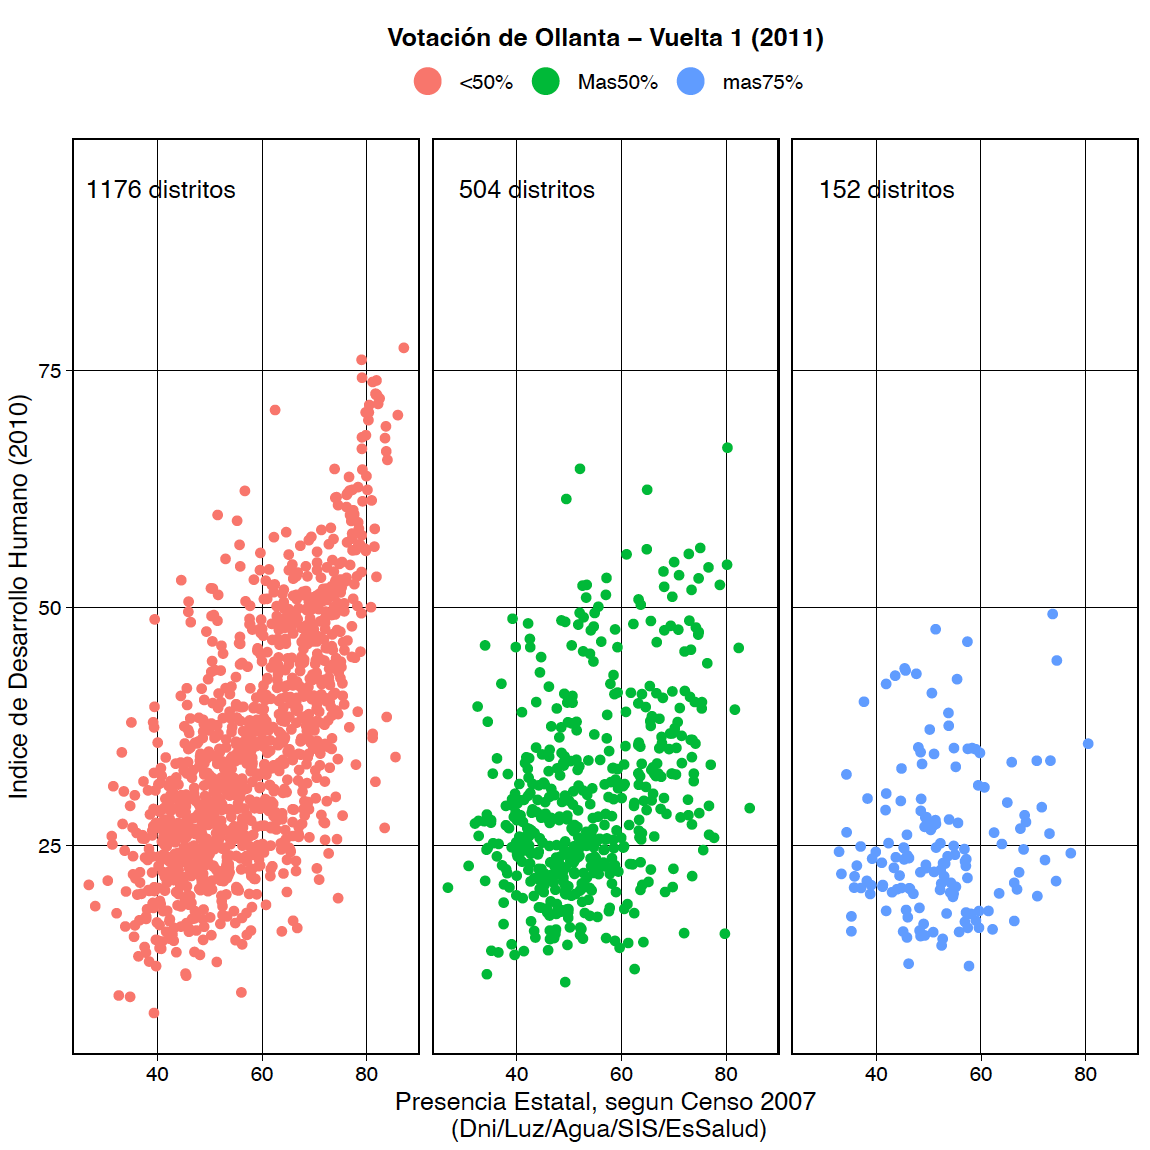 Votación de Ollanta – Vuelta 1 (2011)
<50% Mas50% mas75%
1176 distritos
504 distritos
152 distritos
Indice de Desarrollo Humano (2010)
75
50
25
40 60 80
40 60 80
40 60 80
Presencia Estatal, segun Censo 2007
(Dni/Luz/Agua/SIS/EsSalud)